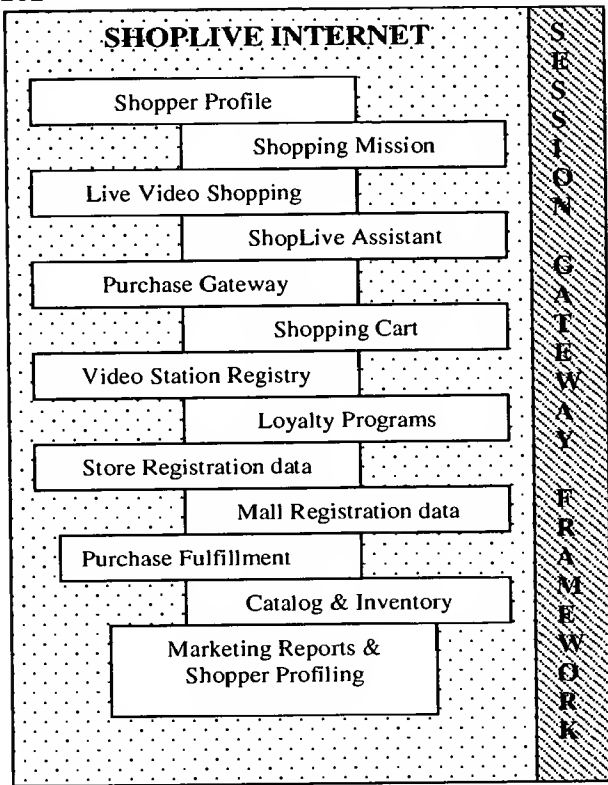 SHOPLIVE INTERNET
Shopper Profile
Shopping Mission
Live Video Shopping
ShopLive Assistant
Purchase Gateway
Shopping Cart
Video Station Registry
Loyalty Programs
Store Registration data
Mall Registration data
Purchase Fulfillment
Catalog & Inventory
Marketing Reports &
Shopper Profiling
SESSION GATEWAY FRAMEWORK